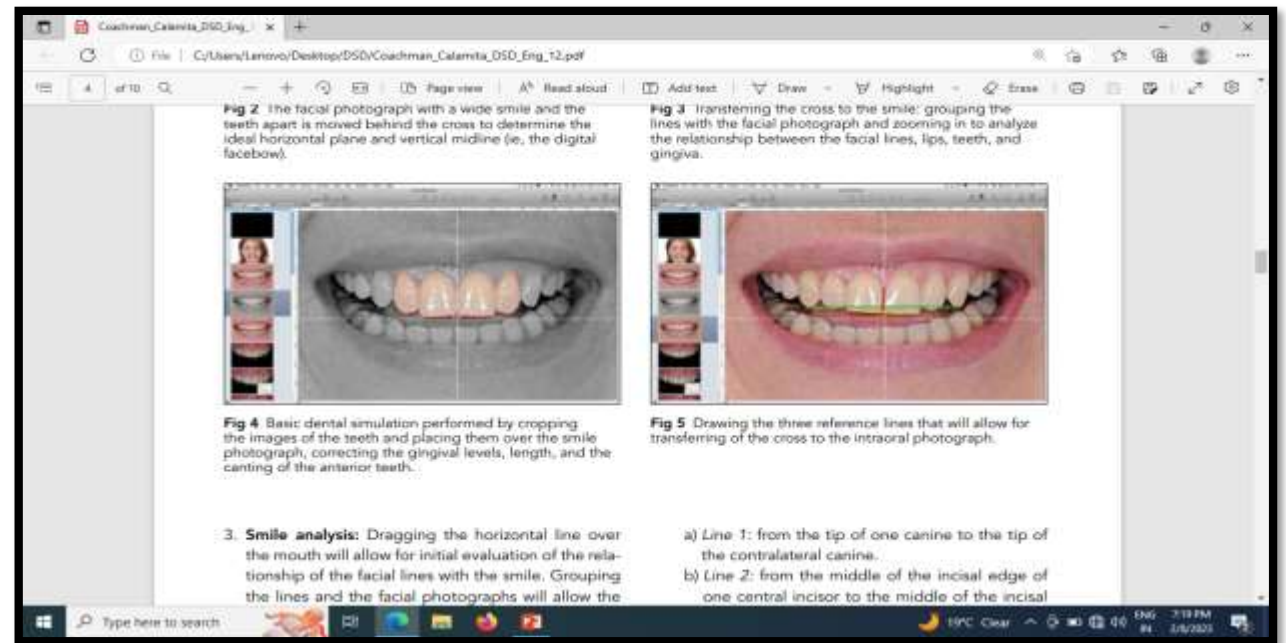 Coachman_Calamita_DSD_Eng_
File | C:/Users/Lenovo/Desktop/DSD/Coachman_Calamita_DSD_Eng_12.pdf
4 of 10 Page view Read aloud Add text Draw Highlight Erase
Fig 2 The facial photograph with a wide smile and the
teeth apart is moved behind the cross to determine the
ideal horizontal plane and vertical midline (ie, the digital
facebow).
Fig 3 Transferring the cross to the smile: grouping the
lines with the facial photograph and zooming in to analyze
the relationship between the facial lines, lips, teeth, and
gingiva.
Fig 4 Basic dental simulation performed by cropping
the images of the teeth and placing them over the smile
photograph, correcting the gingival levels, length, and the
canting of the anterior teeth.
Fig 5 Drawing the three reference lines that will allow for
transferring of the cross to the intraoral photograph.
3. Smile analysis: Dragging the horizontal line over
the mouth will allow for initial evaluation of the rela-
tionship of the facial lines with the smile. Grouping
the lines and the facial photographs will allow the
a) Line 1: from the tip of one canine to the tip of
the contralateral canine.
b) Line 2: from the middle of the incisal edge of
one central incisor to the middle of the incisal
Type here to search
19°C Clear
ENG
IN
7:19 PM